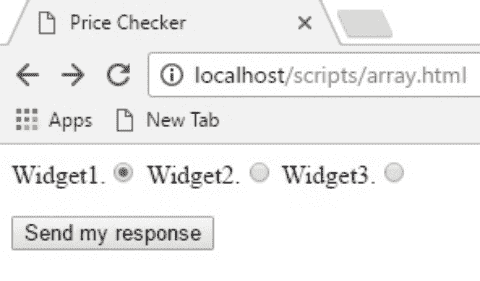 Price Checker
localhost/scripts/array.html
Apps New Tab
Widget1. Widget2. Widget3.
Send my response